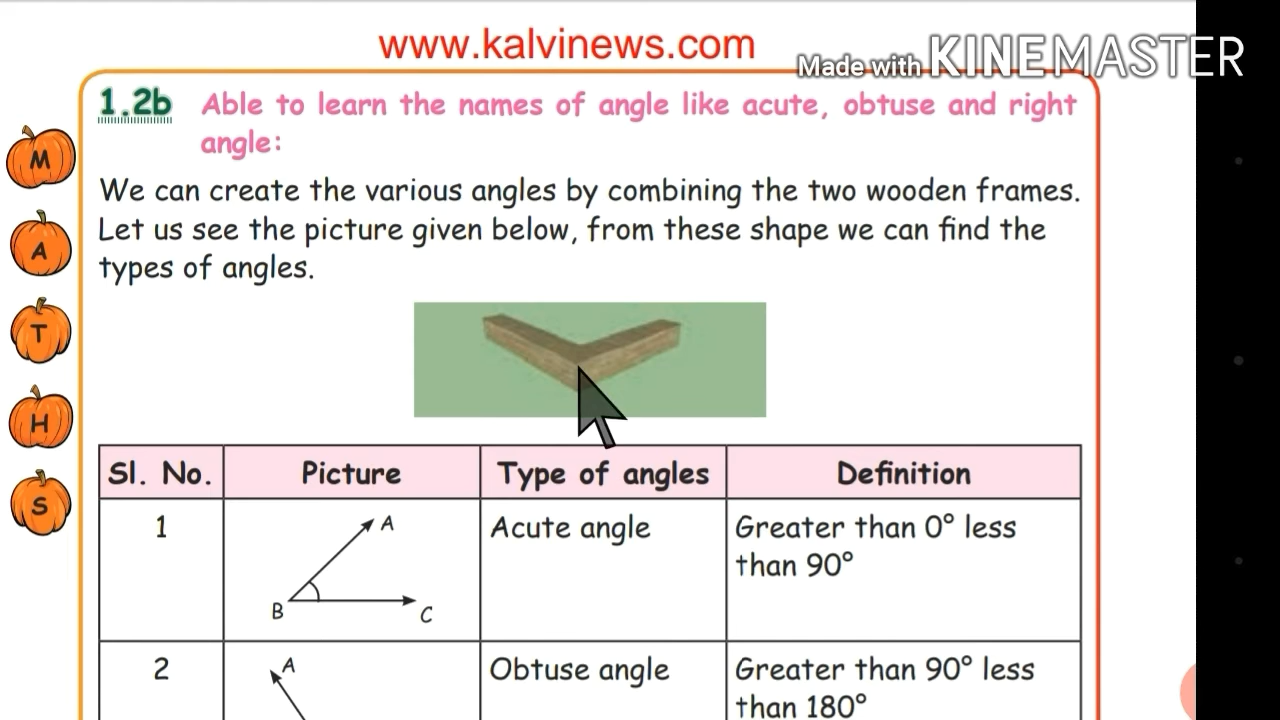 www.kalvinews.com
Made with KINEMASTER
1.2b Able to learn the names of angle like acute, obtuse and right
angle:
We can create the various angles by combining the two wooden frames.
Let us see the picture given below, from these shape we can find the
types of angles.
M
A
T
H
S
Sl. No. Picture Type of angles Definition
1 Acute angle Greater than 0° less
than 90°
A
B
C
2 Obtuse angle Greater than 90° less
than 180°
A